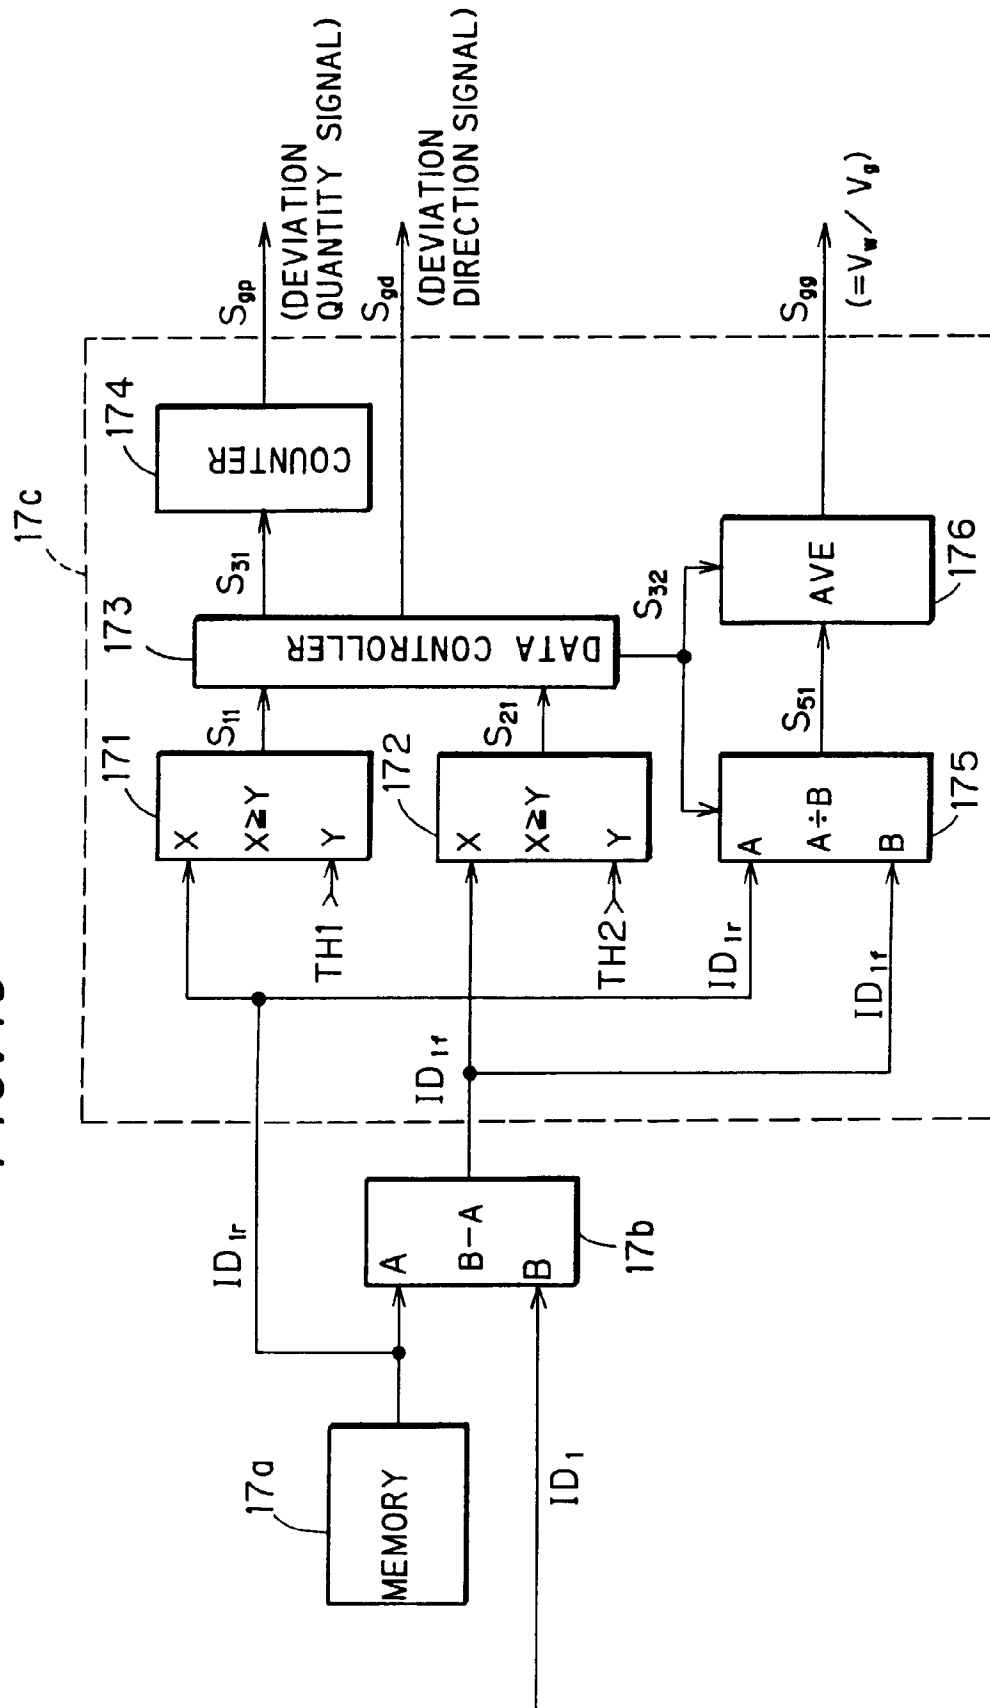 17c
174
COUNTER
Sgp
(DEVIATION
QUANTITY SIGNAL)
S31
173
DATA CONTROLLER
Sgd
(DEVIATION
DIRECTION SIGNAL)
171
S11
X
X≧Y
Y
TH1
172
S21
X
X≧Y
Y
TH2
S32
AVE
176
Sgg
(=Vw/ Vg)
S51
A
A÷B
B
175
ID1r
ID1f
ID1f
ID1r
A
B-A
B
17b
17a
MEMORY
ID1